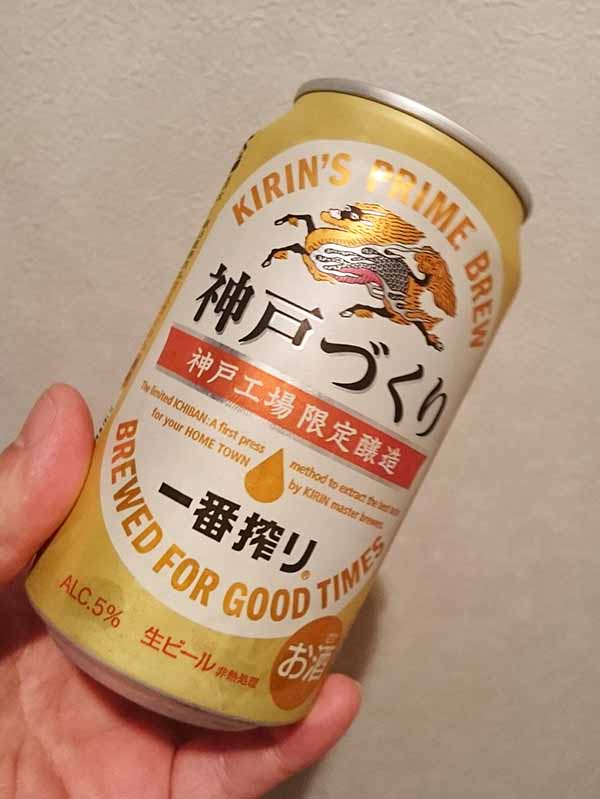 KIRIN'S PRIME BREW
神戸づくり
神戸工場 限定醸造
The limited ICHIBAN: A first press
for your HOME TOWN
method to extract the best taste
by KIRIN master brewers.
一番搾り®
BREWED FOR GOOD TIMES
ALC.5%
生ビール 非熱処理
お酒